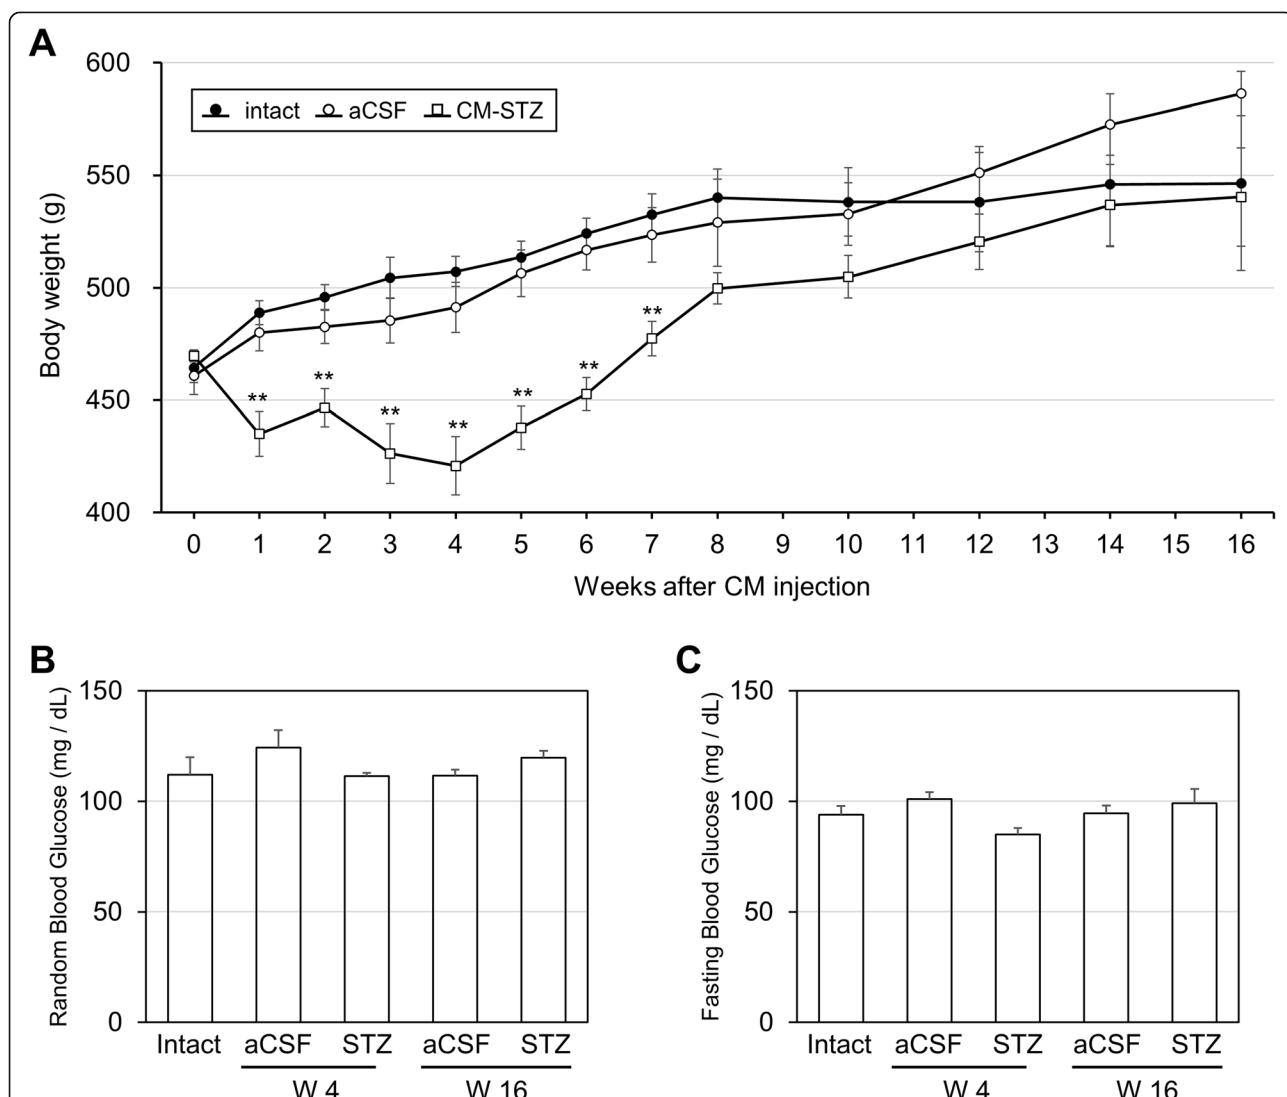 A
600
550
500
450
400
Body weight (g)
intact aCSF CM-STZ
** ** ** ** ** ** **
0 1 2 3 4 5 6 7 8 9 10 11 12 13 14 15 16
Weeks after CM injection
B
Random Blood Glucose (mg / dL)
150
100
50
0
Intact aCSF STZ aCSF STZ
W 4 W 16
C
Fasting Blood Glucose (mg / dL)
150
100
50
0
Intact aCSF STZ aCSF STZ
W 4 W 16